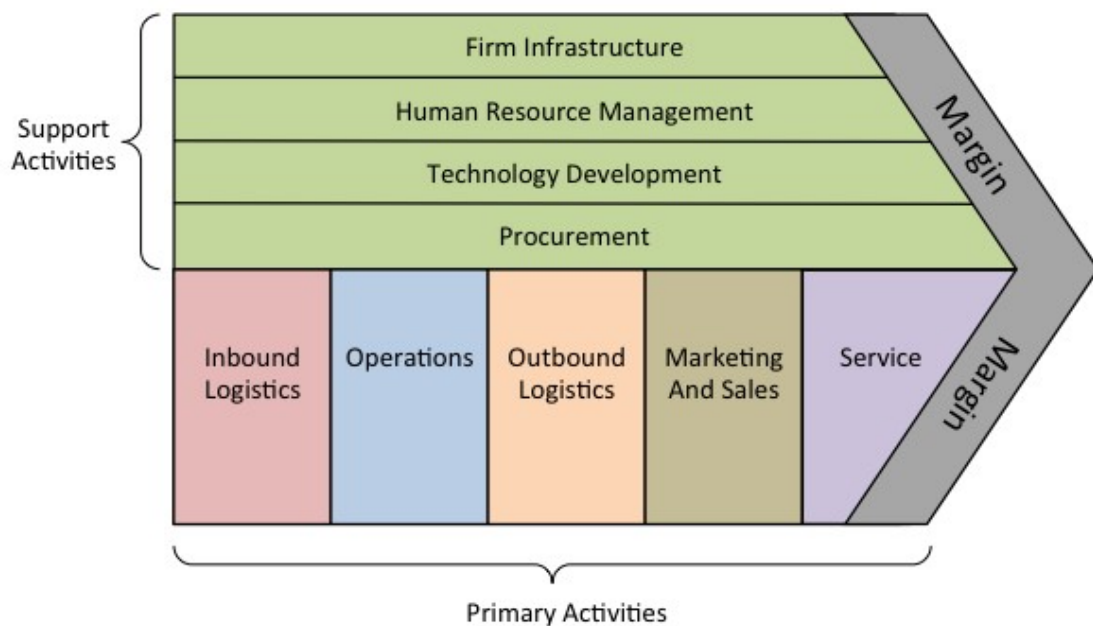 Firm Infrastructure
Human Resource Management
Support
Activities
Technology Development
Procurement
Margin
Inbound
Logistics
Operations
Outbound
Logistics
Marketing
And Sales
Service
Margin
Primary Activities